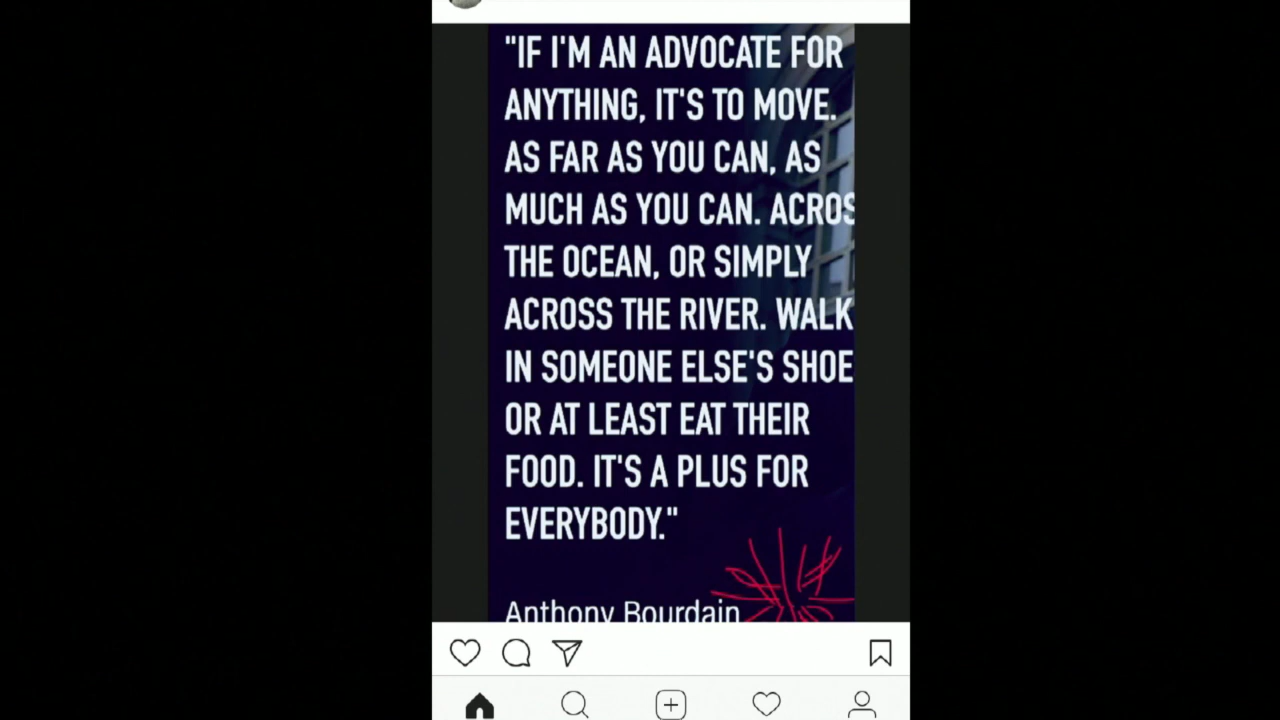 "IF I'M AN ADVOCATE FOR
ANYTHING, IT'S TO MOVE.
AS FAR AS YOU CAN, AS
MUCH AS YOU CAN. ACROS
THE OCEAN, OR SIMPLY
ACROSS THE RIVER. WALK
IN SOMEONE ELSE'S SHOE
OR AT LEAST EAT THEIR
FOOD. IT'S A PLUS FOR
EVERYBODY."
Anthony Bourdain